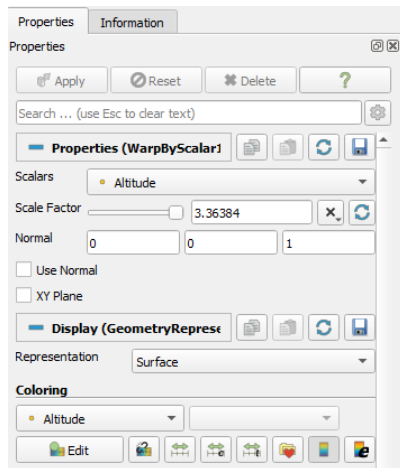 Properties Information
Properties
Apply Reset Delete ?
Search ... (use Esc to clear text)
Properties (WarpByScalar1
Scalars Altitude
Scale Factor 3.36384
Normal 0 0 1
Use Normal
XY Plane
Display (GeometryReprese
Representation Surface
Coloring
Altitude
Edit